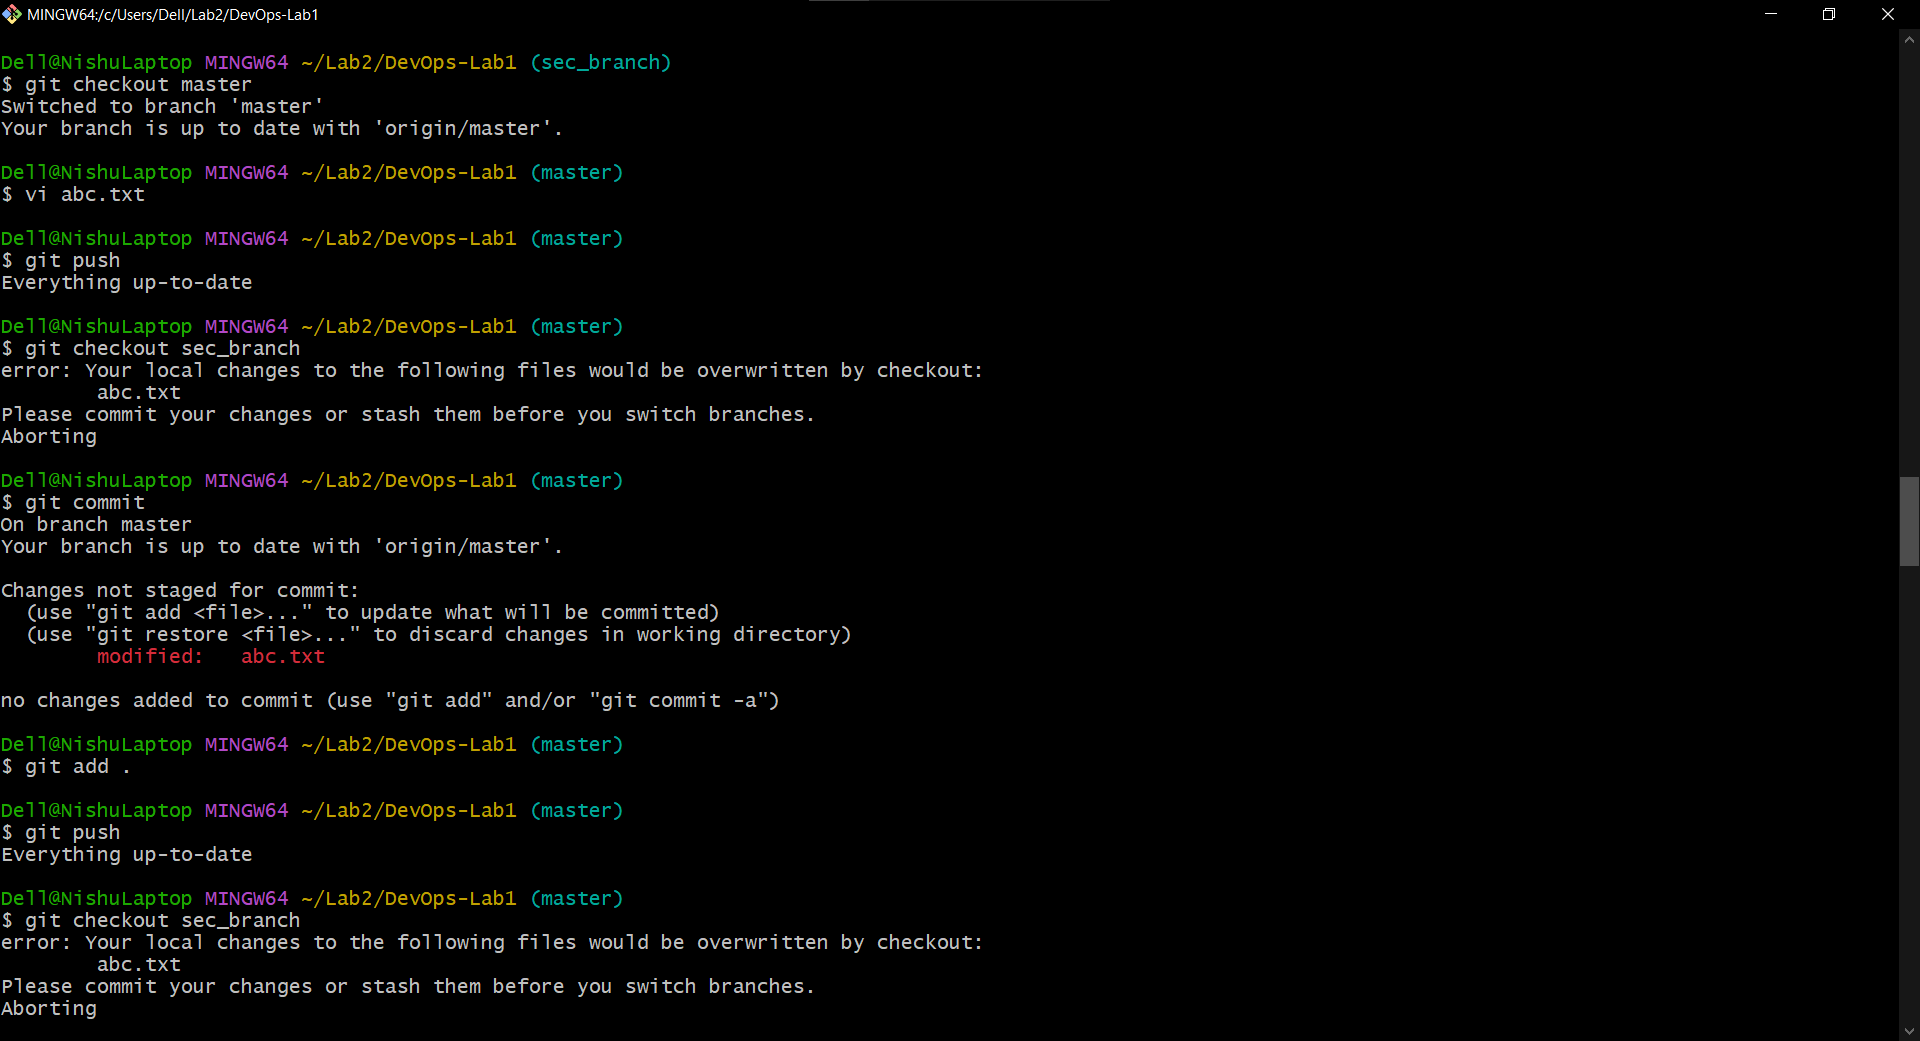 MINGW64:/c/Users/Dell/Lab2/DevOps-Lab1
Dell@NishuLaptop MINGW64 ~/Lab2/DevOps-Lab1 (sec_branch)
$ git checkout master
Switched to branch 'master'
Your branch is up to date with 'origin/master'.
Dell@NishuLaptop MINGW64 ~/Lab2/DevOps-Lab1 (master)
$ vi abc.txt
Dell@NishuLaptop MINGW64 ~/Lab2/DevOps-Lab1 (master)
$ git push
Everything up-to-date
Dell@NishuLaptop MINGW64 ~/Lab2/DevOps-Lab1 (master)
$ git checkout sec_branch
error: Your local changes to the following files would be overwritten by checkout:
        abc.txt
Please commit your changes or stash them before you switch branches.
Aborting
Dell@NishuLaptop MINGW64 ~/Lab2/DevOps-Lab1 (master)
$ git commit
On branch master
Your branch is up to date with 'origin/master'.
Changes not staged for commit:
  (use "git add <file>..." to update what will be committed)
  (use "git restore <file>..." to discard changes in working directory)
        modified:   abc.txt
no changes added to commit (use "git add" and/or "git commit -a")
Dell@NishuLaptop MINGW64 ~/Lab2/DevOps-Lab1 (master)
$ git add .
Dell@NishuLaptop MINGW64 ~/Lab2/DevOps-Lab1 (master)
$ git push
Everything up-to-date
Dell@NishuLaptop MINGW64 ~/Lab2/DevOps-Lab1 (master)
$ git checkout sec_branch
error: Your local changes to the following files would be overwritten by checkout:
        abc.txt
Please commit your changes or stash them before you switch branches.
Aborting